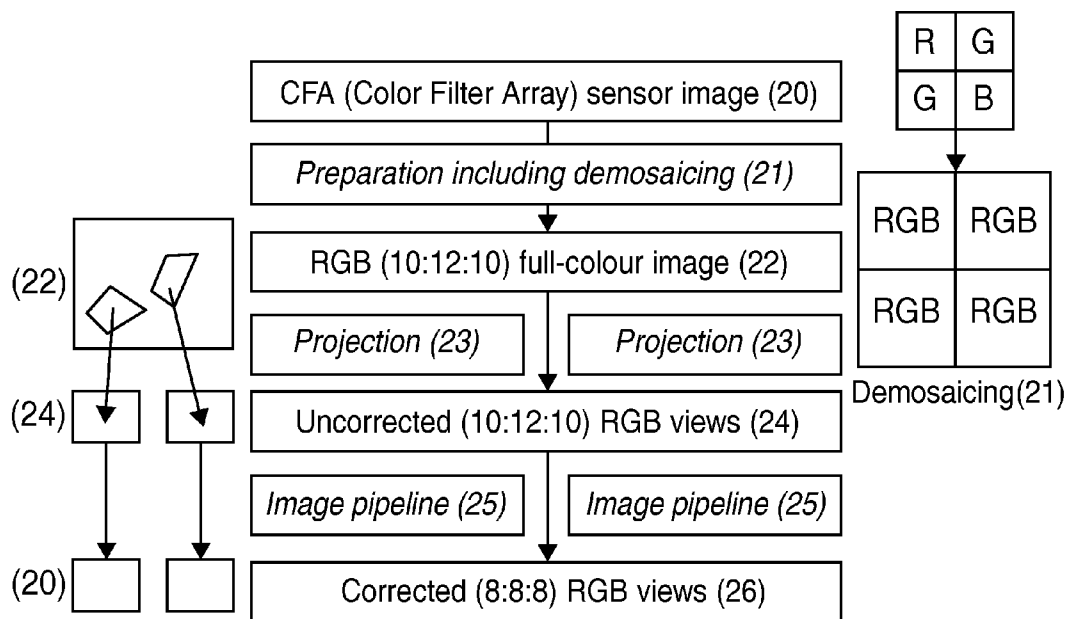 R G
CFA (Color Filter Array) sensor image (20)
G B
Preparation including demosaicing (21)
RGB RGB
(22)
RGB (10:12:10) full-colour image (22)
RGB RGB
Projection (23) Projection (23)
Demosaicing(21)
(24)
Uncorrected (10:12:10) RGB views (24)
Image pipeline (25) Image pipeline (25)
(20)
Corrected (8:8:8) RGB views (26)